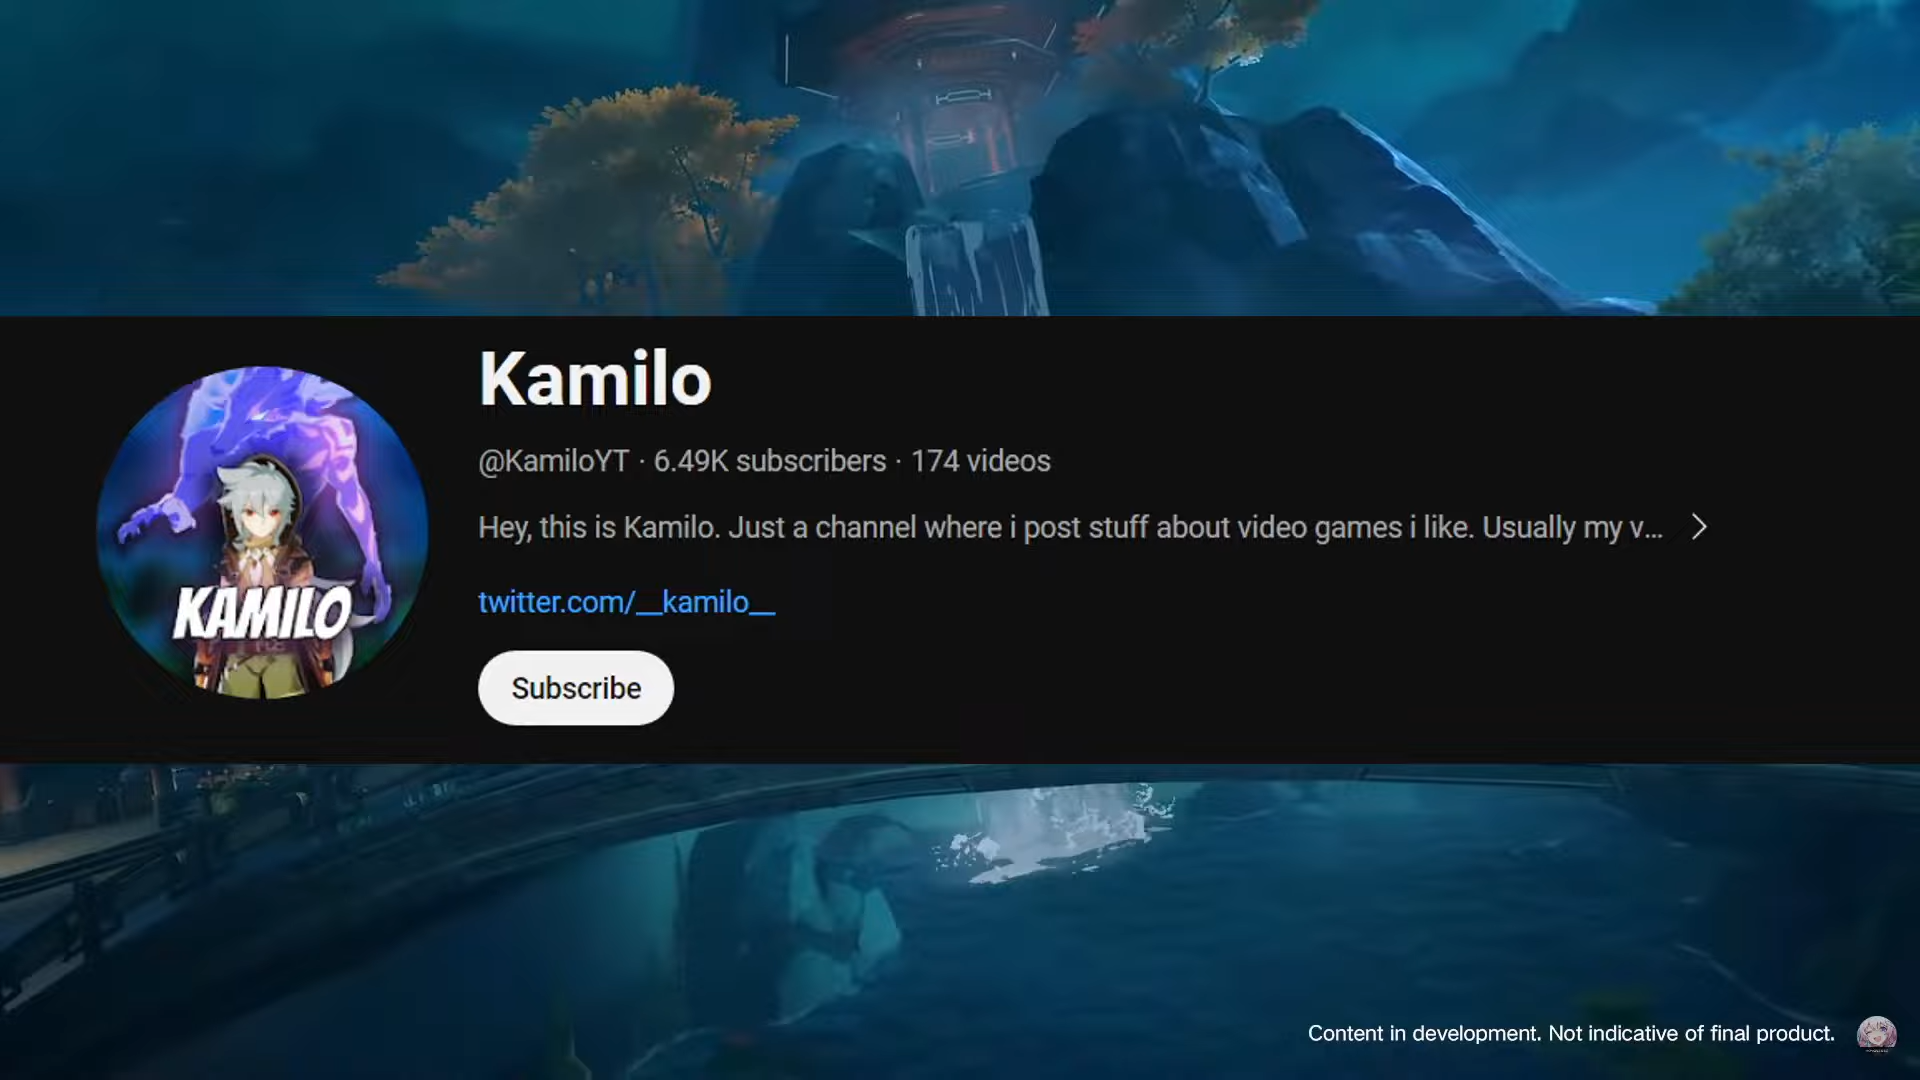 Kamilo
@KamiloYT · 6.49K subscribers · 174 videos
Hey, this is Kamilo. Just a channel where i post stuff about video games i like. Usually my v...
twitter.com/__kamilo__
KAMILO
Subscribe
Content in development. Not indicative of final product.